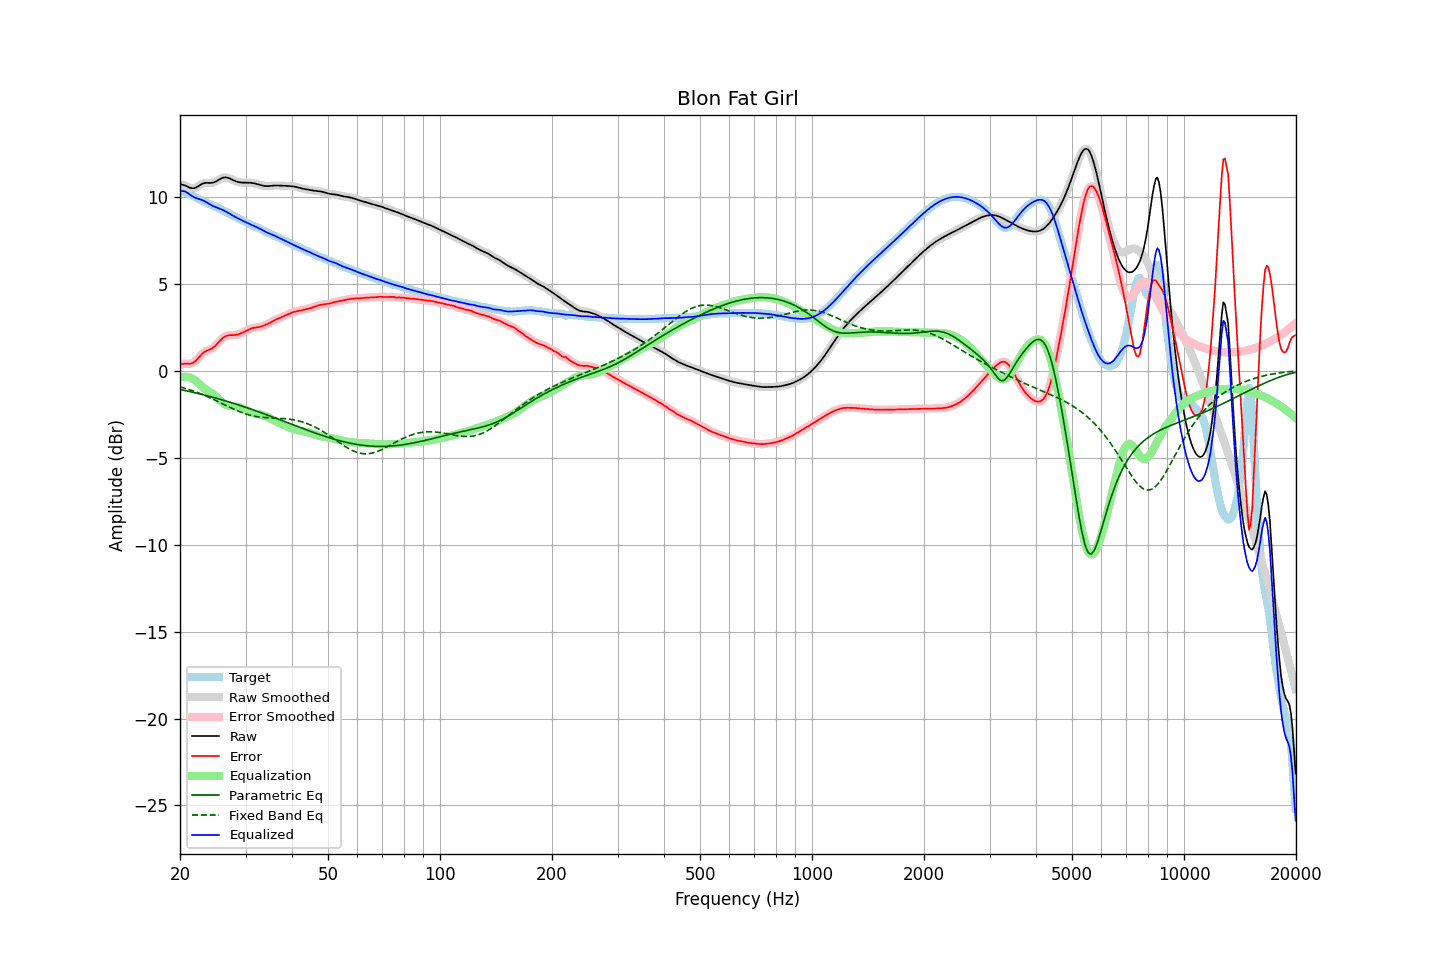 Blon Fat Girl
Amplitude (dBr)
10
5
0
−5
−10
−15
−20
−25
Target
Raw Smoothed
Error Smoothed
Raw
Error
Equalization
Parametric Eq
Fixed Band Eq
Equalized
20 50 100 200 500 1000 2000 5000 10000 20000
Frequency (Hz)